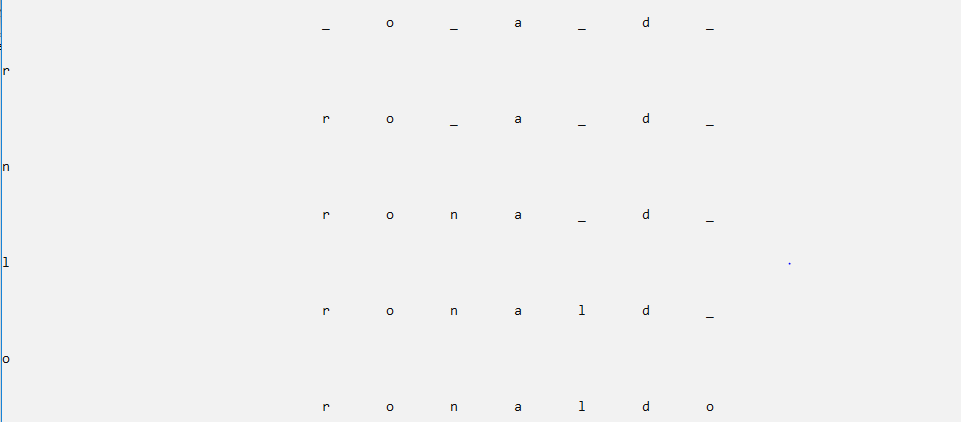 _ o _ a _ d _
r
r o _ a _ d _
n
r o n a _ d _
l
r o n a l d _
o
r o n a l d o